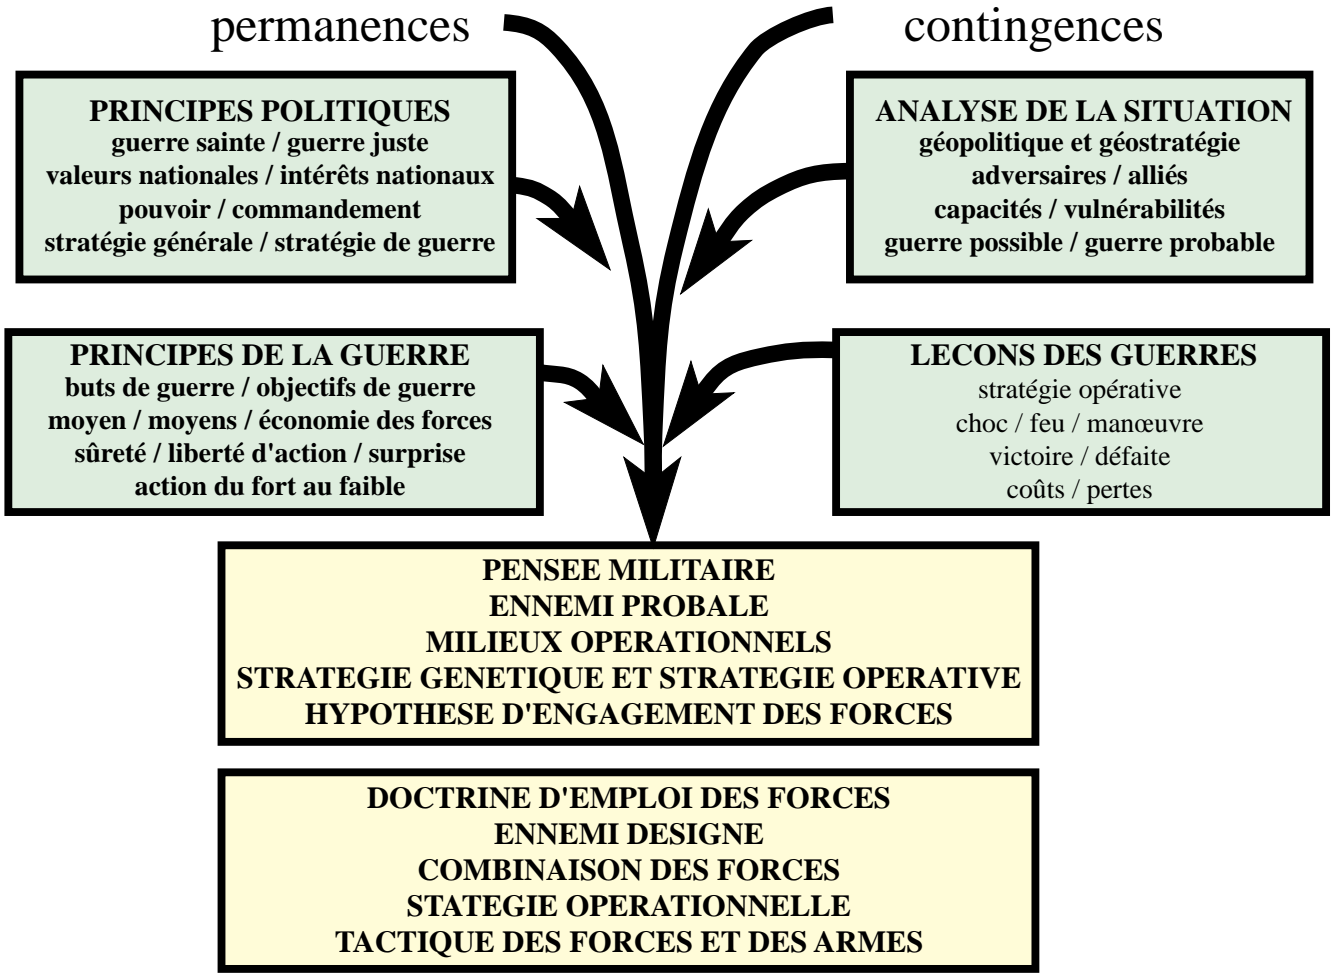 permanences
contingences
PRINCIPES POLITIQUES
guerre sainte / guerre juste
valeurs nationales / intérêts nationaux
pouvoir / commandement
stratégie générale / stratégie de guerre
ANALYSE DE LA SITUATION
géopolitique et géostratégie
adversaires / alliés
capacités / vulnérabilités
guerre possible / guerre probable
PRINCIPES DE LA GUERRE
buts de guerre / objectifs de guerre
moyen / moyens / économie des forces
sûreté / liberté d'action / surprise
action du fort au faible
LECONS DES GUERRES
stratégie opérative
choc / feu / manœuvre
victoire / défaite
coûts / pertes
PENSEE MILITAIRE
ENNEMI PROBALE
MILIEUX OPERATIONNELS
STRATEGIE GENETIQUE ET STRATEGIE OPERATIVE
HYPOTHESE D'ENGAGEMENT DES FORCES
DOCTRINE D'EMPLOI DES FORCES
ENNEMI DESIGNE
COMBINAISON DES FORCES
STATEGIE OPERATIONNELLE
TACTIQUE DES FORCES ET DES ARMES